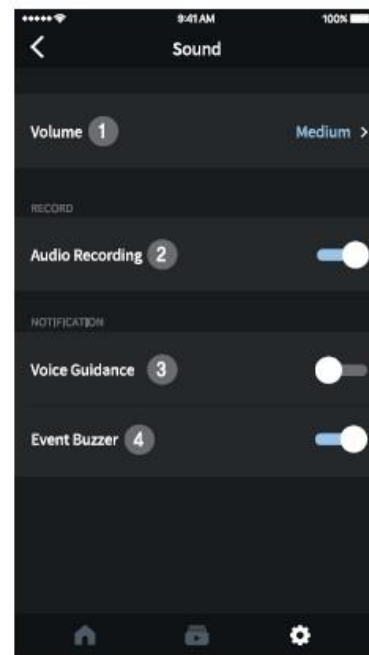 9:41 AM 100%
Sound
Volume 1 Medium >
RECORD
Audio Recording 2
NOTIFICATION
Voice Guidance 3
Event Buzzer 4